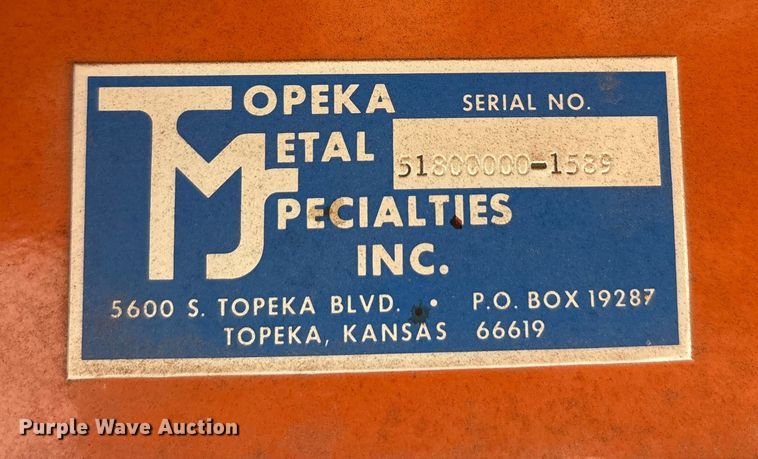 TOPEKA
METAL
SPECIALTIES
INC.
SERIAL NO.
51800000-1589
5600 S. TOPEKA BLVD. • P.O. BOX 19287
TOPEKA, KANSAS 66619
Purple Wave Auction